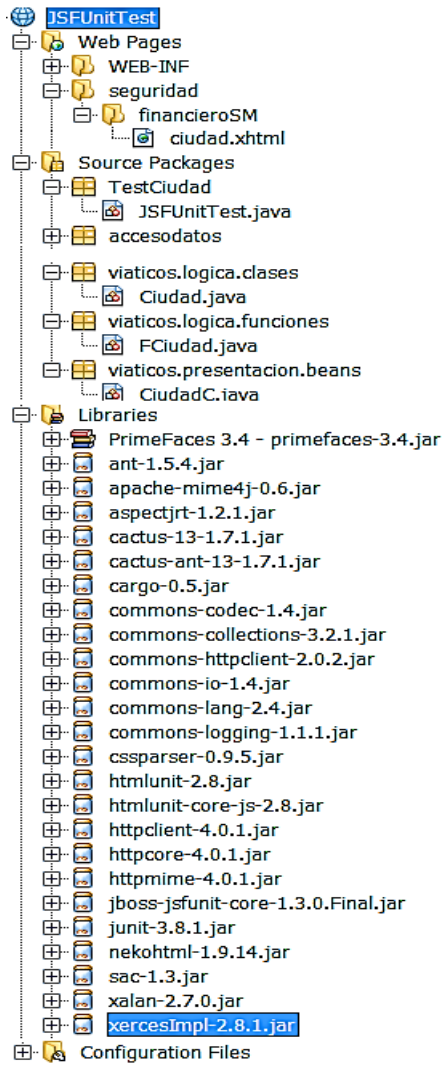 JSFUnitTest
Web Pages
WEB-INF
seguridad
financieroSM
ciudad.xhtml
Source Packages
TestCiudad
JSFUnitTest.java
accesodatos
viaticos.logica.clases
Ciudad.java
viaticos.logica.funciones
FCiudad.java
viaticos.presentacion.beans
CiudadC.java
Libraries
PrimeFaces 3.4 - primefaces-3.4.jar
ant-1.5.4.jar
apache-mime4j-0.6.jar
aspectjrt-1.2.1.jar
cactus-13-1.7.1.jar
cactus-ant-13-1.7.1.jar
cargo-0.5.jar
commons-codec-1.4.jar
commons-collections-3.2.1.jar
commons-httpclient-2.0.2.jar
commons-io-1.4.jar
commons-lang-2.4.jar
commons-logging-1.1.1.jar
cssparser-0.9.5.jar
htmlunit-2.8.jar
htmlunit-core-js-2.8.jar
httpclient-4.0.1.jar
httpcore-4.0.1.jar
httpmime-4.0.1.jar
jboss-jsfunit-core-1.3.0.Final.jar
junit-3.8.1.jar
nekohtml-1.9.14.jar
sac-1.3.jar
xalan-2.7.0.jar
xercesImpl-2.8.1.jar
Configuration Files